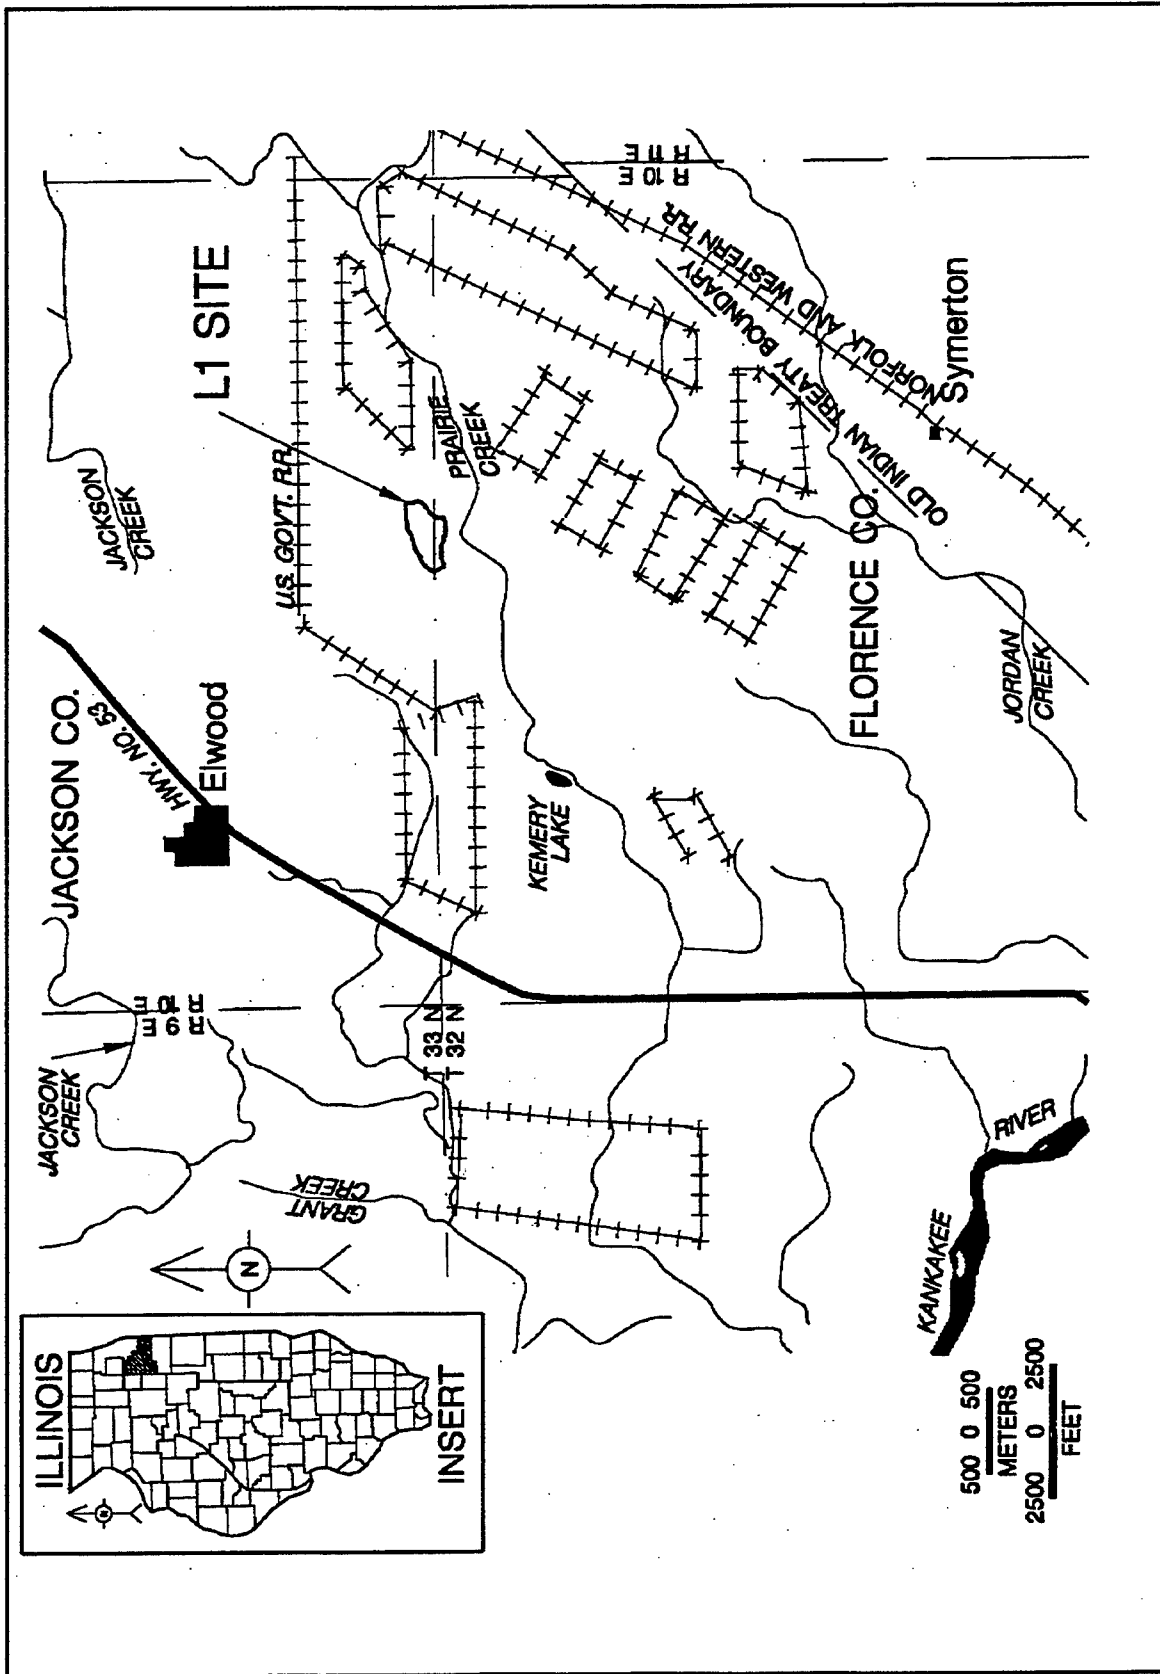 ILLINOIS
N
INSERT
N
JACKSON
CREEK
R 9 E
R 10 E
JACKSON CO.
HWY. NO. 53
Elwood
JACKSON
CREEK
L1 SITE
U.S. GOVT. R.R.
GRANT
CREEK
T 33 N
T 32 N
PRAIRIE
CREEK
KEMERY
LAKE
R 10 E
R 11 E
NORFOLK AND WESTERN R.R.
OLD INDIAN TREATY BOUNDARY
FLORENCE CO.
Symerton
JORDAN
CREEK
KANKAKEE
RIVER
500 0 500
METERS
2500 0 2500
FEET